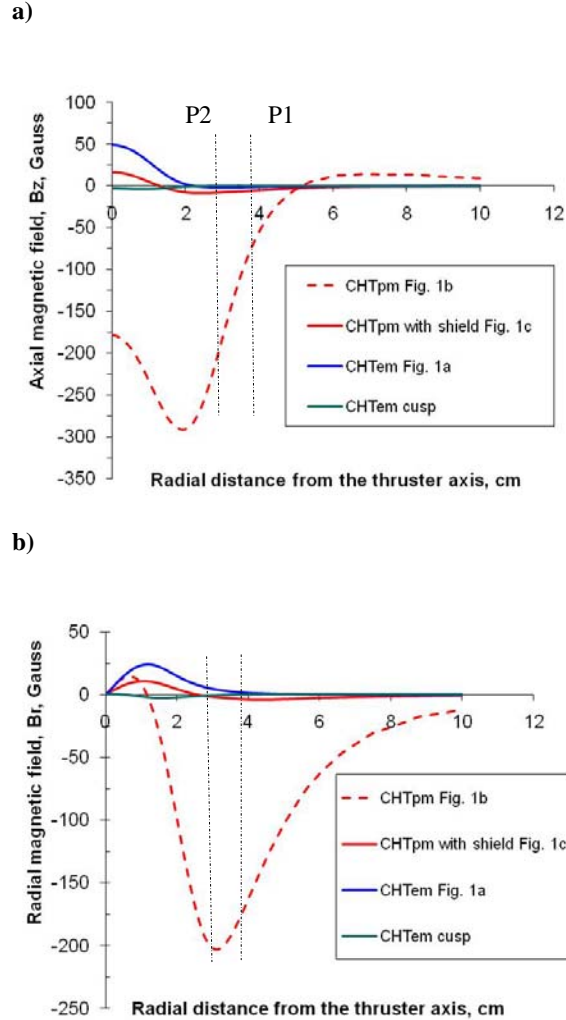 a)
P2 P1
100
50
0
-50
-100
-150
-200
-250
-300
-350
0 2 4 6 8 10 12
Axial magnetic field, Bz, Gauss
CHTpm Fig. 1b
CHTpm with shield Fig. 1c
CHTem Fig. 1a
CHTem cusp
Radial distance from the thruster axis, cm
b)
50
0
-50
-100
-150
-200
-250
0 2 4 6 8 10 12
Radial magnetic field, Br, Gauss
CHTpm Fig. 1b
CHTpm with shield Fig. 1c
CHTem Fig. 1a
CHTem cusp
Radial distance from the thruster axis, cm